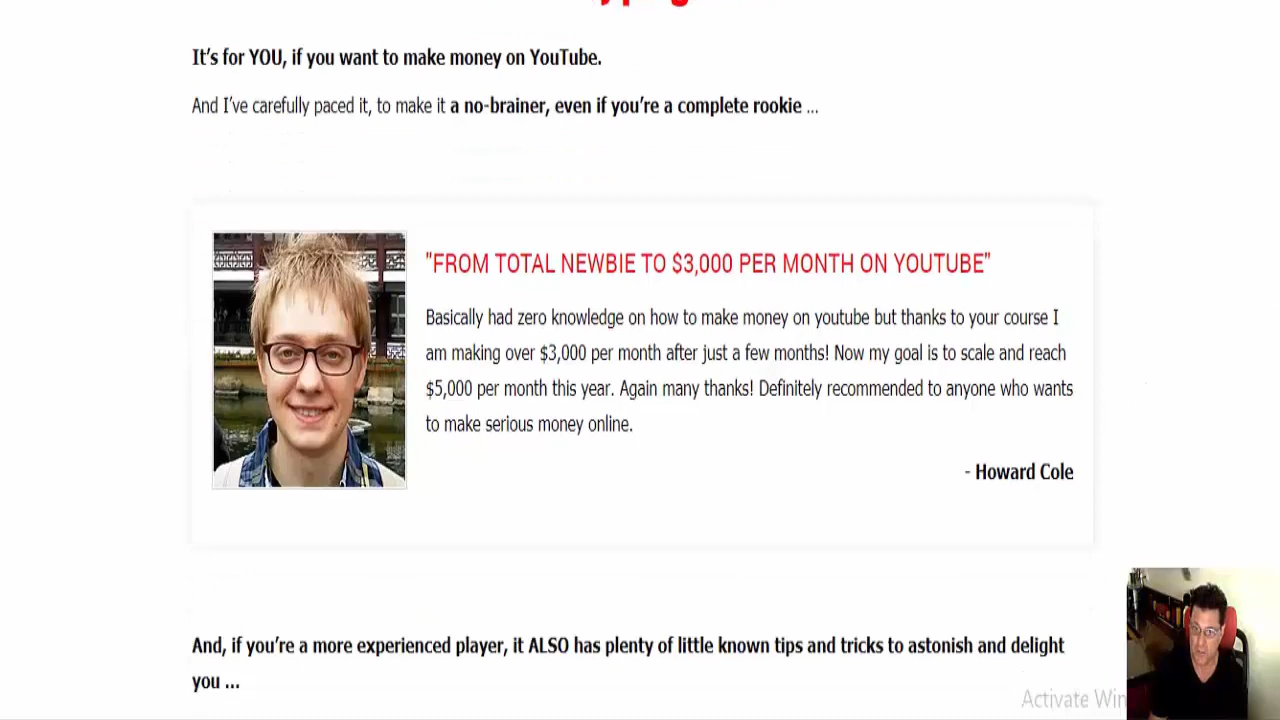 It's for YOU, if you want to make money on YouTube.
And I've carefully paced it, to make it a no-brainer, even if you're a complete rookie ...
"FROM TOTAL NEWBIE TO $3,000 PER MONTH ON YOUTUBE"
Basically had zero knowledge on how to make money on youtube but thanks to your course I
am making over $3,000 per month after just a few months! Now my goal is to scale and reach
$5,000 per month this year. Again many thanks! Definitely recommended to anyone who wants
to make serious money online.
- Howard Cole
And, if you're a more experienced player, it ALSO has plenty of little known tips and tricks to astonish and delight
you ...
Activate Win